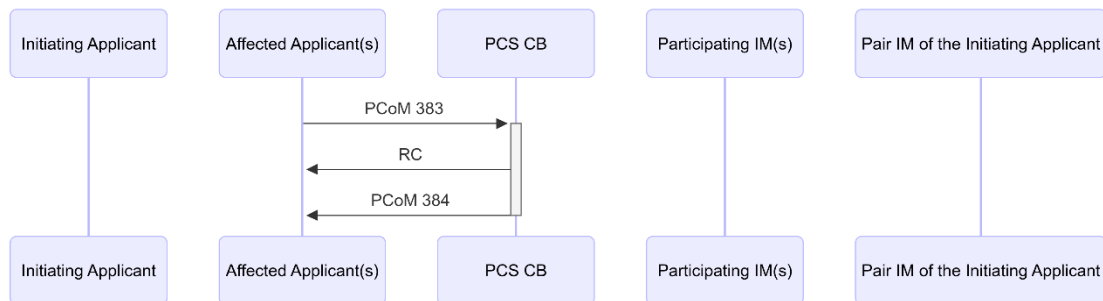 Initiating Applicant
Affected Applicant(s)
PCS CB
Participating IM(s)
Pair IM of the Initiating Applicant
PCoM 383
RC
PCoM 384
Initiating Applicant
Affected Applicant(s)
PCS CB
Participating IM(s)
Pair IM of the Initiating Applicant